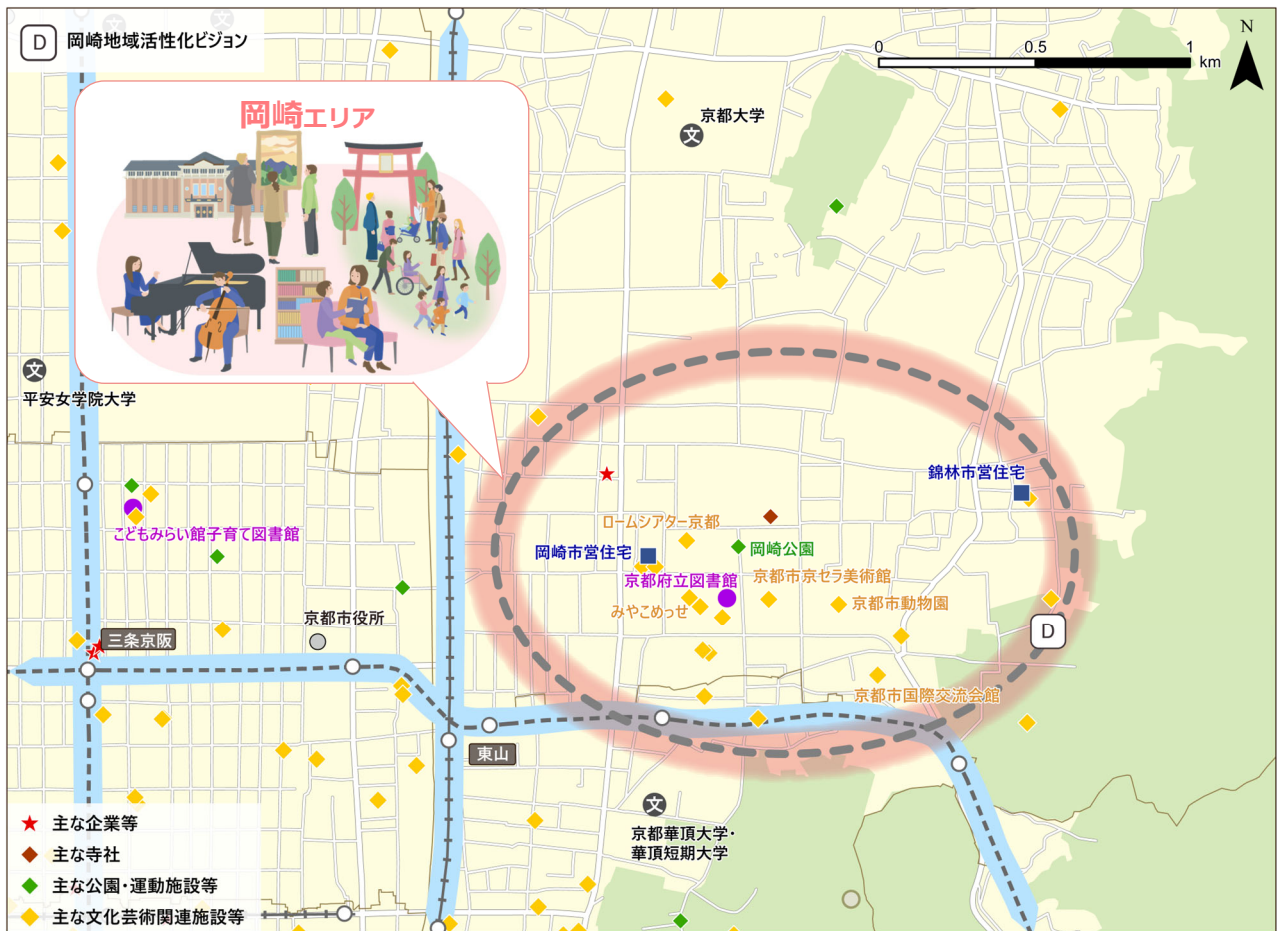 D 岡崎地域活性化ビジョン
0 0.5 1
km
N
岡崎エリア
京都大学
文
文
平安女学院大学
錦林市営住宅
ロームシアター京都
こどもみらい館子育て図書館
岡崎市営住宅
岡崎公園
京都府立図書館
京都市京セラ美術館
みやこめっせ
京都市動物園
京都市役所
D
三条京阪
京都市国際交流会館
東山
文
京都華頂大学・
華頂短期大学
主な企業等
主な寺社
主な公園・運動施設等
主な文化芸術関連施設等